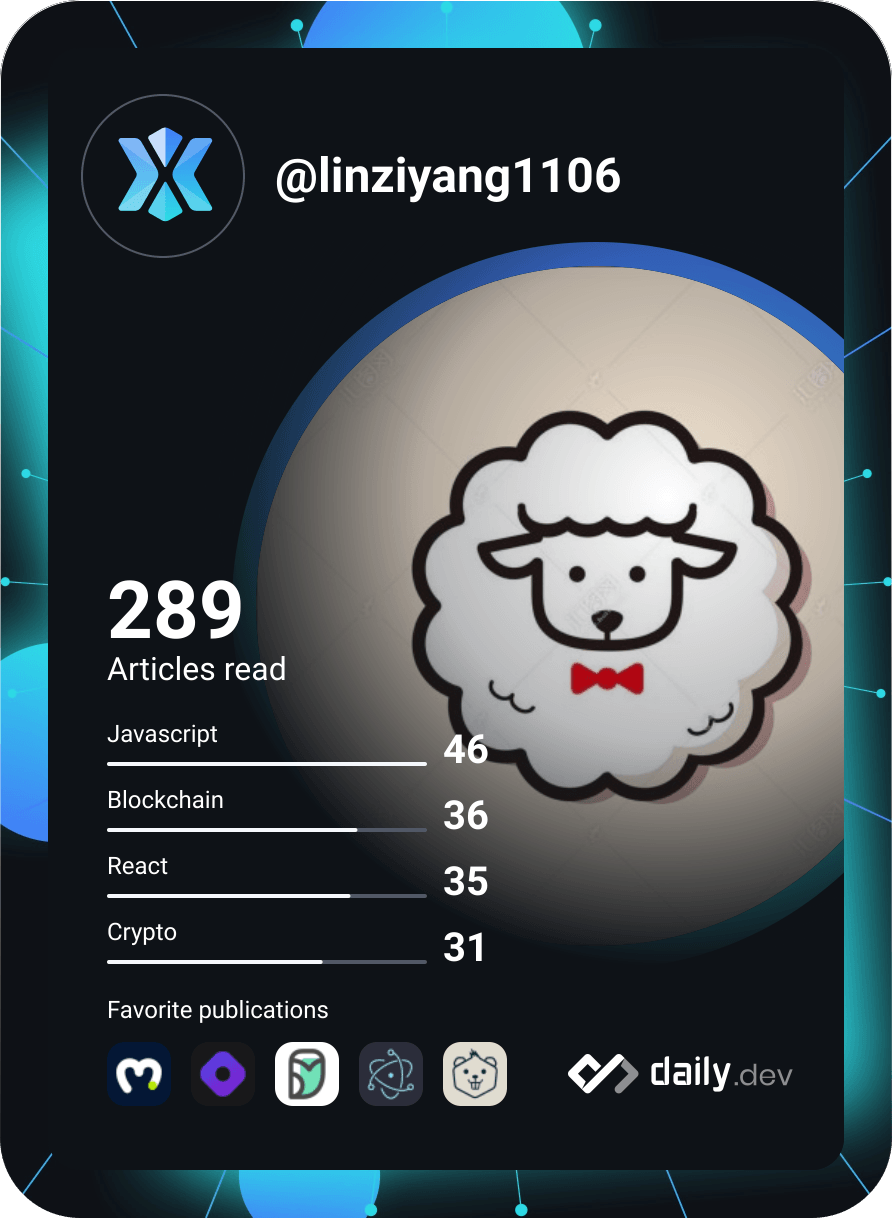 @linziyang1106
289
Articles read
Javascript
46
Blockchain
36
React
35
Crypto
31
Favorite publications
daily.dev